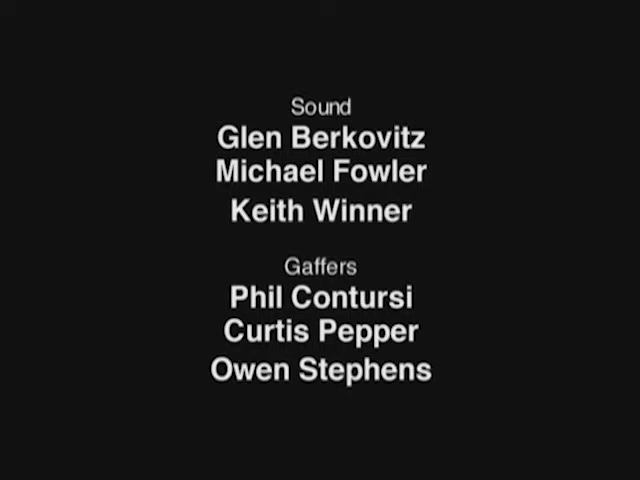 Sound
Glen Berkovitz
Michael Fowler
Keith Winner
Gaffers
Phil Contursi
Curtis Pepper
Owen Stephens